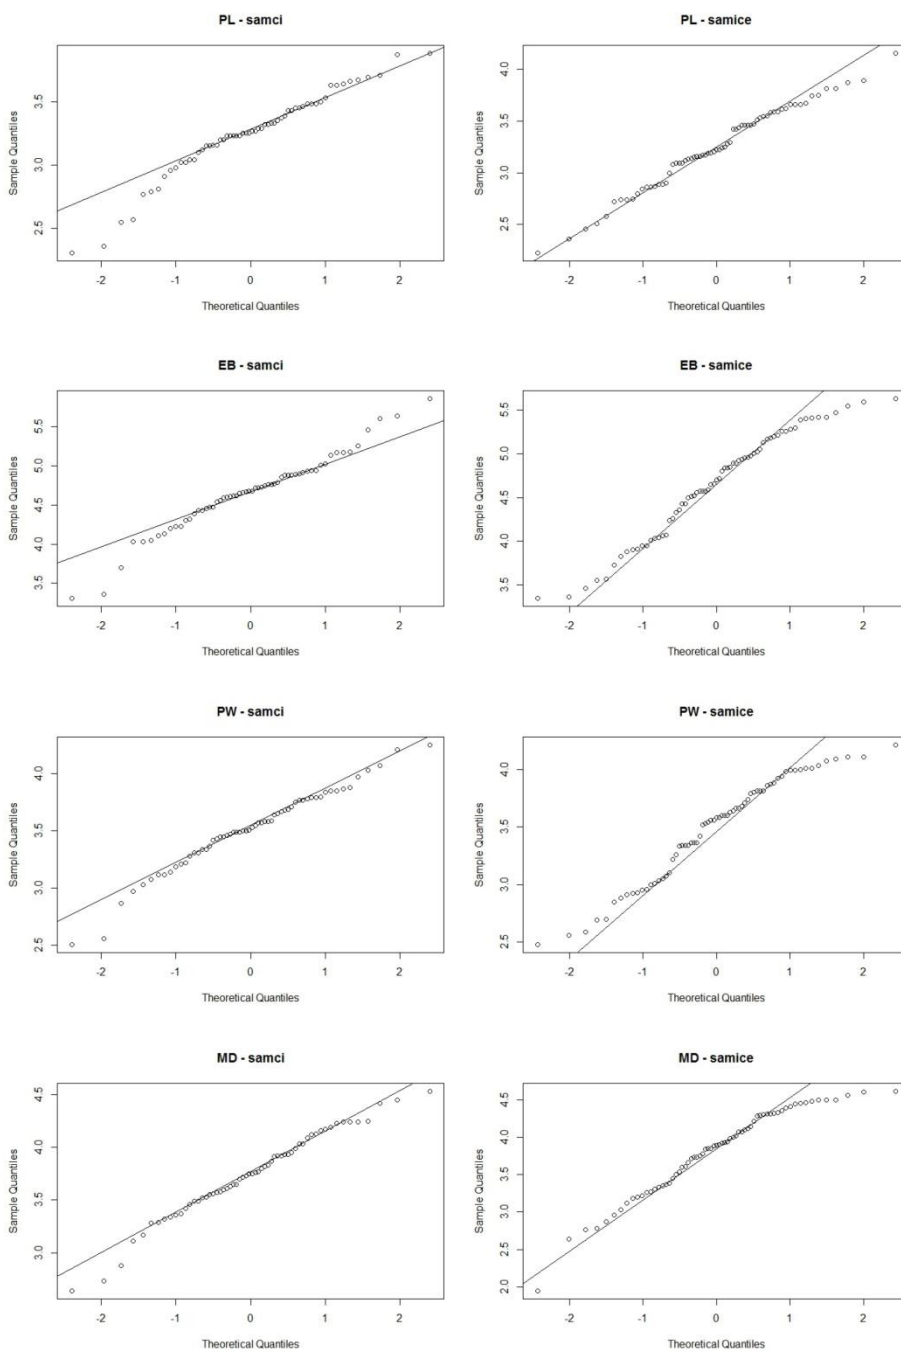 PL - samci
PL - samice
Sample Quantiles
3.5
3.0
2.5
-2 -1 0 1 2
Theoretical Quantiles
Sample Quantiles
4.0
3.5
3.0
2.5
-2 -1 0 1 2
Theoretical Quantiles
EB - samci
EB - samice
Sample Quantiles
5.5
5.0
4.5
4.0
3.5
-2 -1 0 1 2
Theoretical Quantiles
Sample Quantiles
5.5
5.0
4.5
4.0
3.5
-2 -1 0 1 2
Theoretical Quantiles
PW - samci
PW - samice
Sample Quantiles
4.0
3.5
3.0
2.5
-2 -1 0 1 2
Theoretical Quantiles
Sample Quantiles
4.0
3.5
3.0
2.5
-2 -1 0 1 2
Theoretical Quantiles
MD - samci
MD - samice
Sample Quantiles
4.5
4.0
3.5
3.0
-2 -1 0 1 2
Theoretical Quantiles
Sample Quantiles
4.5
4.0
3.5
3.0
2.5
2.0
-2 -1 0 1 2
Theoretical Quantiles